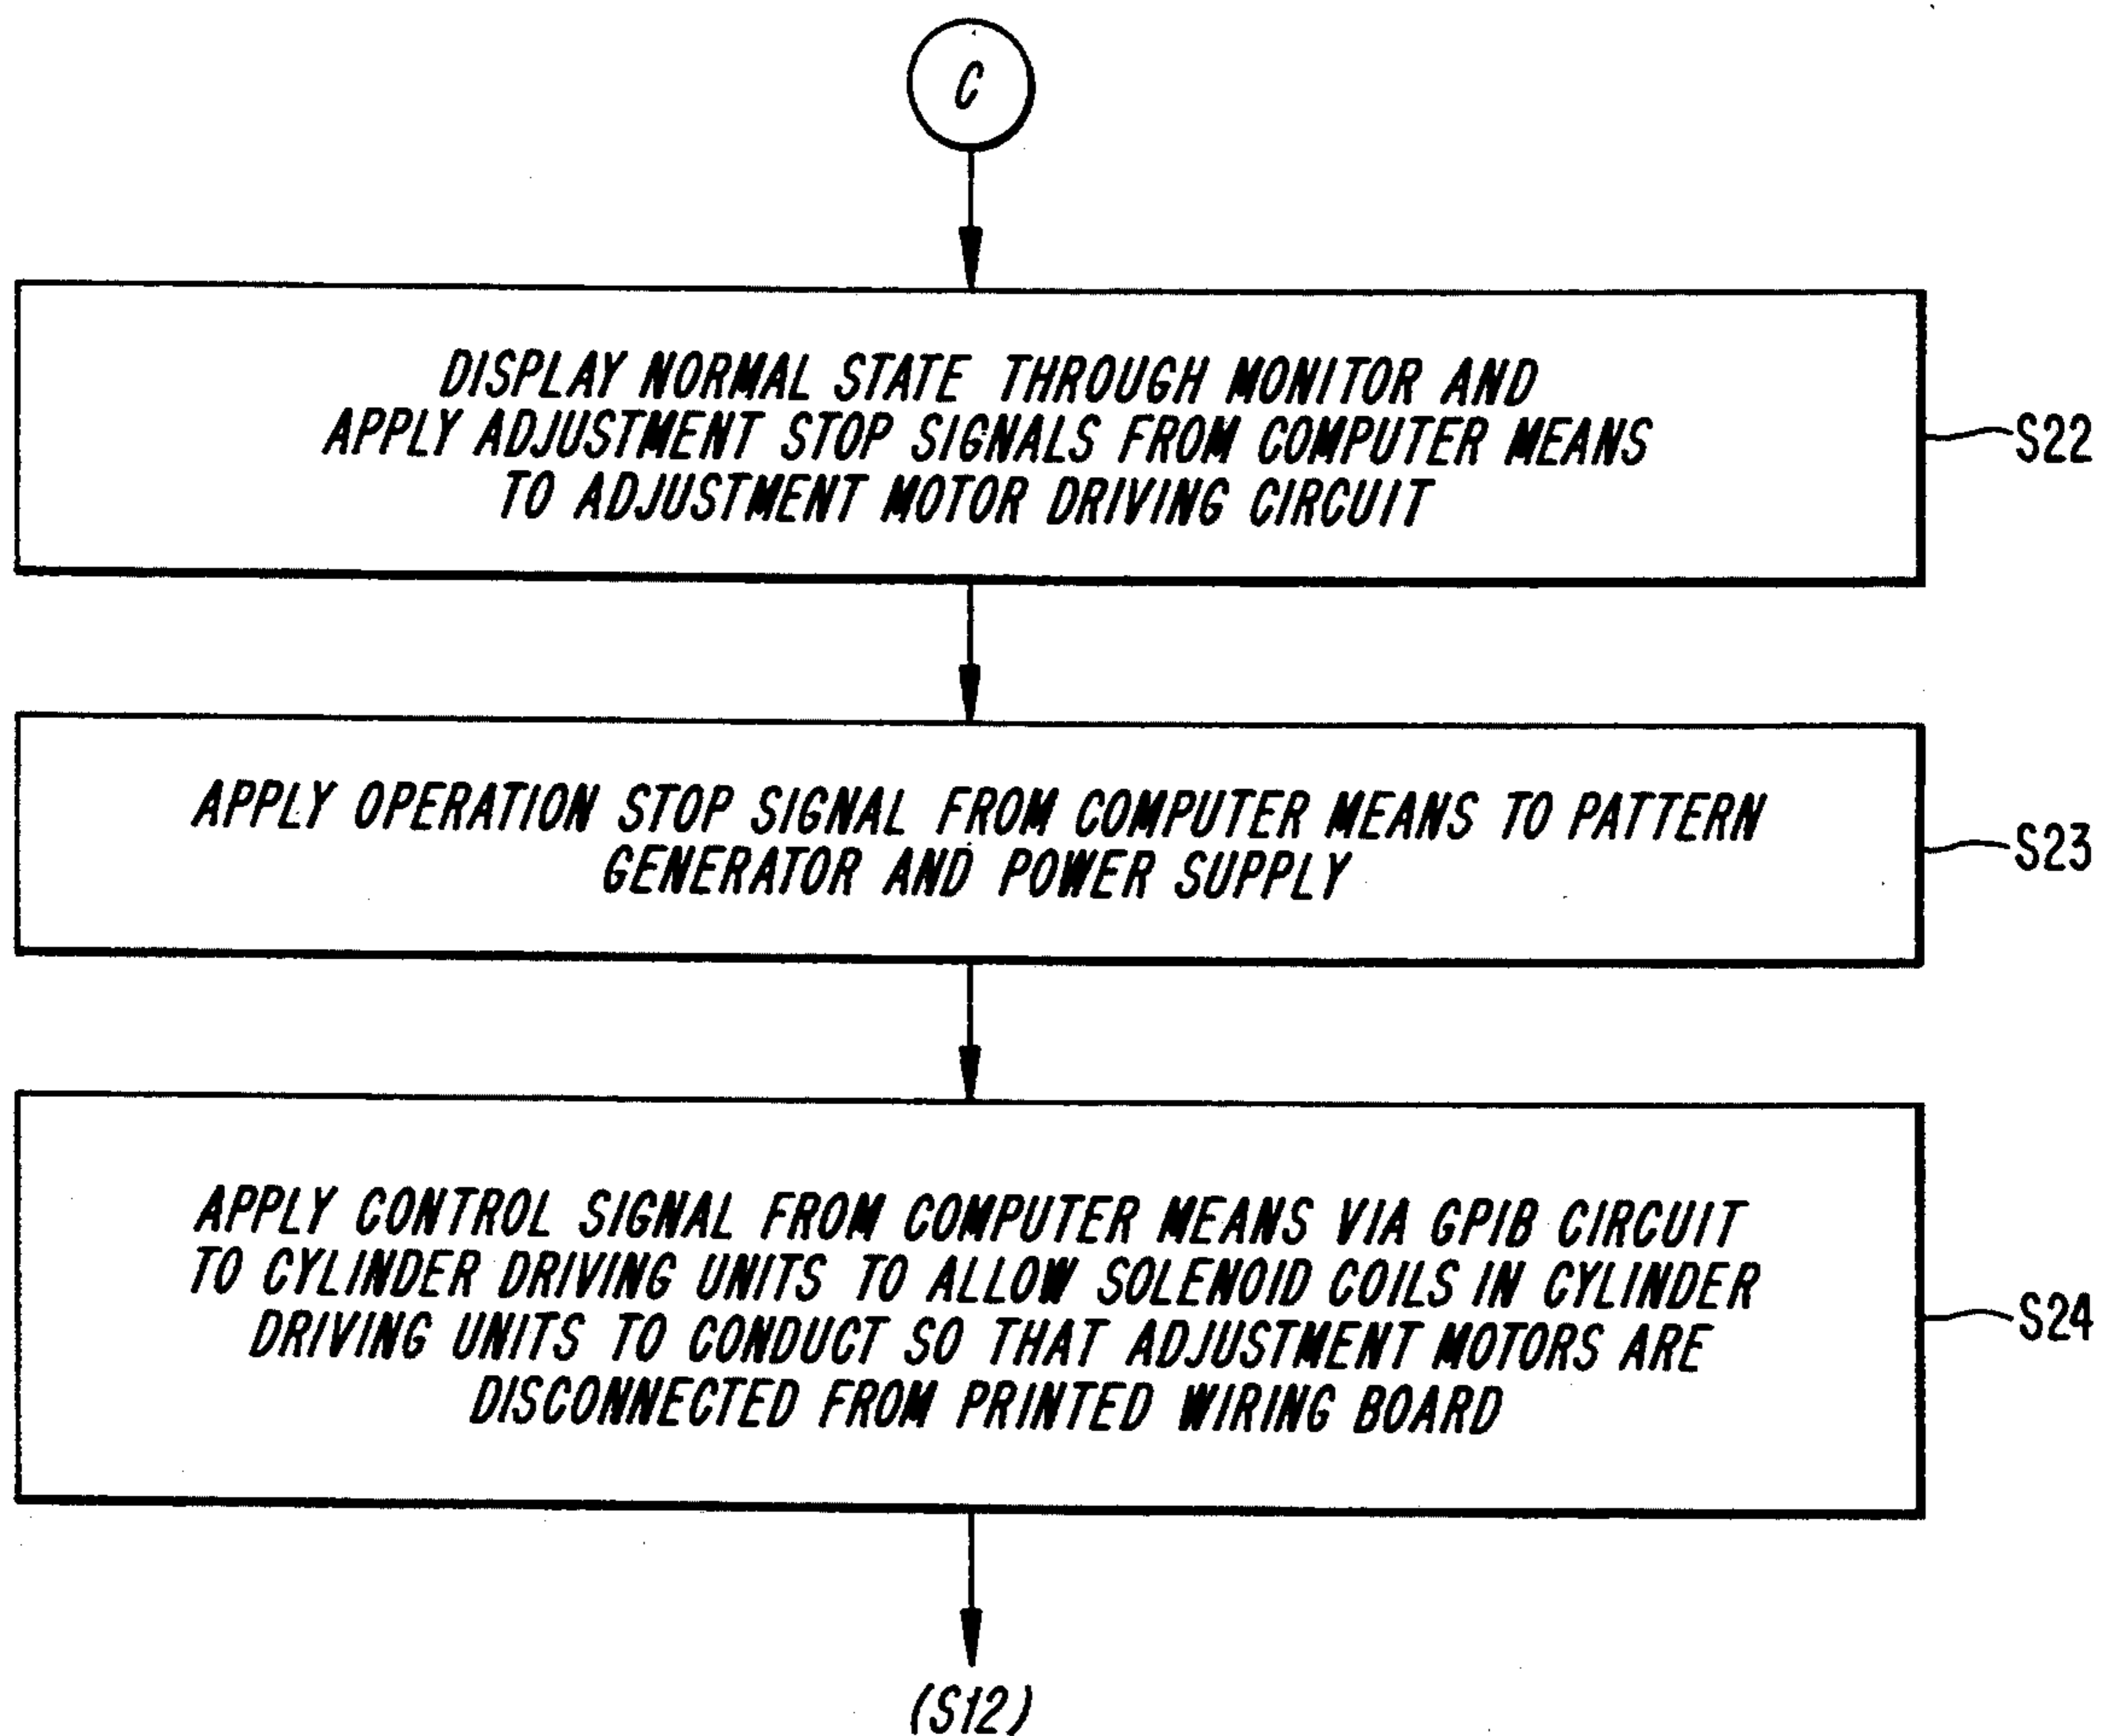 C
DISPLAY NORMAL STATE THROUGH MONITOR AND
APPLY ADJUSTMENT STOP SIGNALS FROM COMPUTER MEANS
TO ADJUSTMENT MOTOR DRIVING CIRCUIT
S22
APPLY OPERATION STOP SIGNAL FROM COMPUTER MEANS TO PATTERN
GENERATOR AND POWER SUPPLY
S23
APPLY CONTROL SIGNAL FROM COMPUTER MEANS VIA GPIB CIRCUIT
TO CYLINDER DRIVING UNITS TO ALLOW SOLENOID COILS IN CYLINDER
DRIVING UNITS TO CONDUCT SO THAT ADJUSTMENT MOTORS ARE
DISCONNECTED FROM PRINTED WIRING BOARD
S24
(S12)